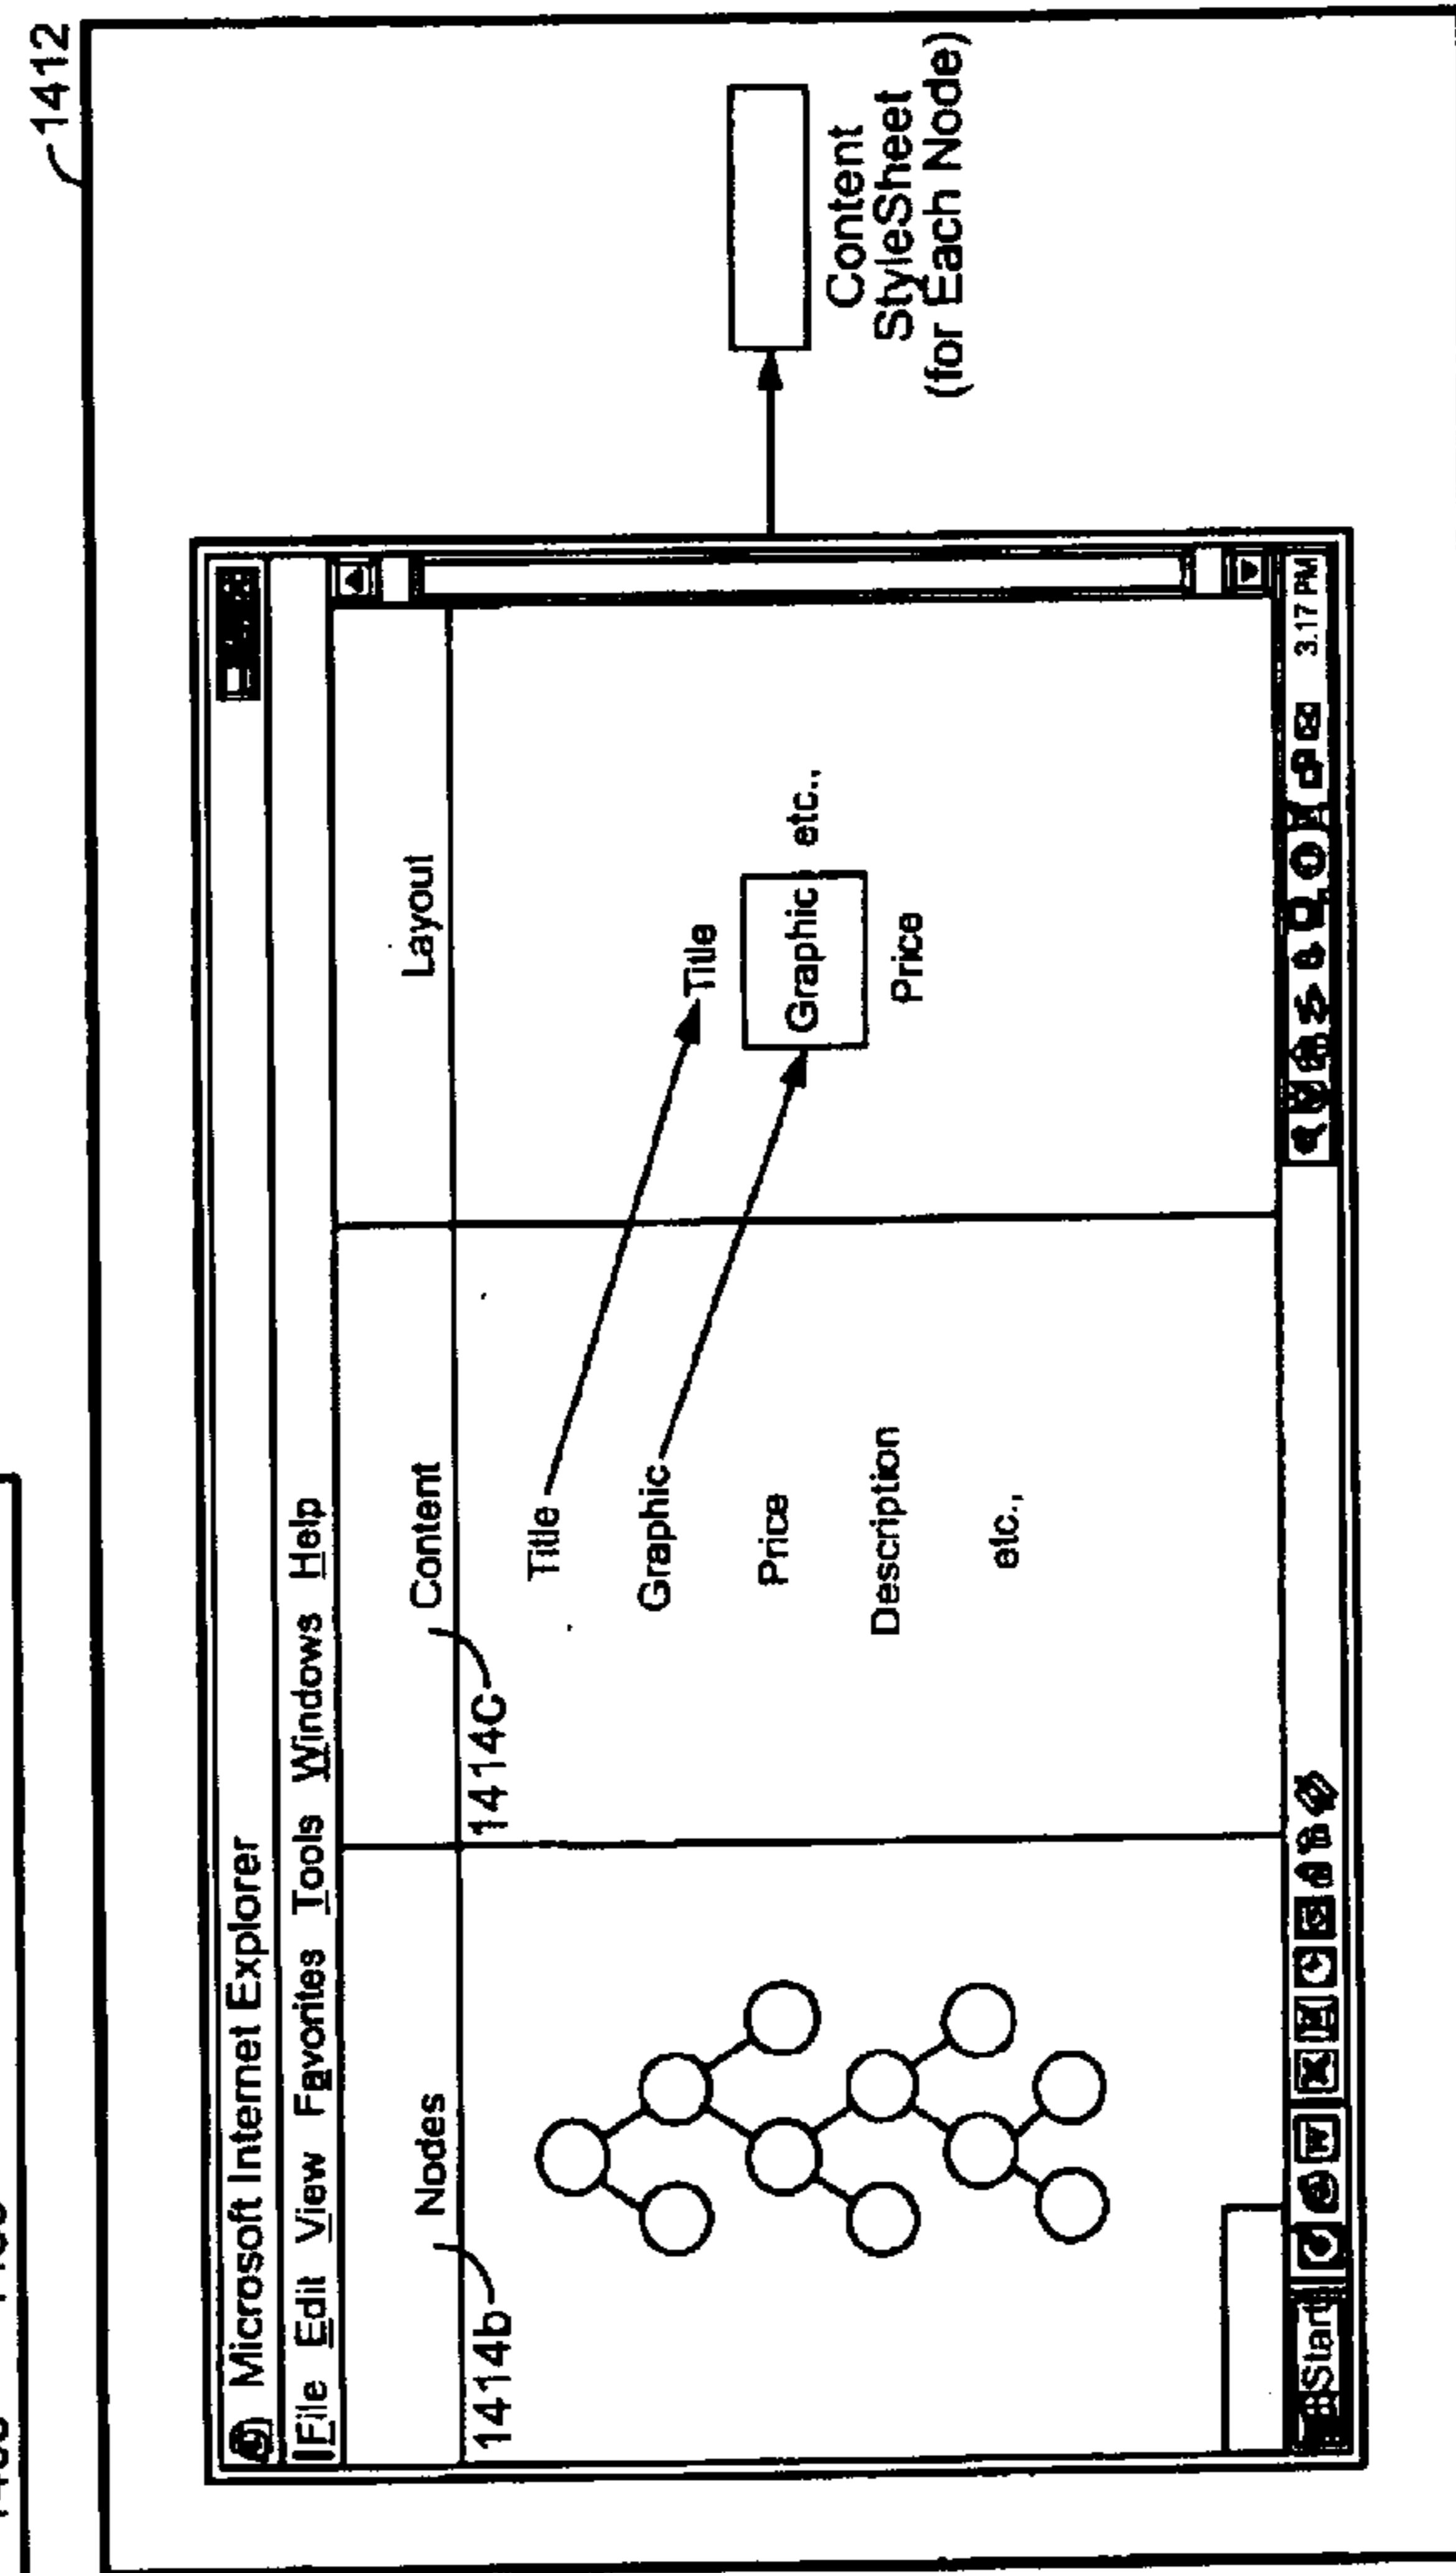 1412
Microsoft Internet Explorer
File Edit View Favorites Tools Windows Help
Nodes
Content
Layout
1414b
1414C
Title
Graphic
Price
Description
etc.,
Title
Graphic
etc.,
Price
Start
3.17 PM
Content
StyleSheet
(for Each Node)